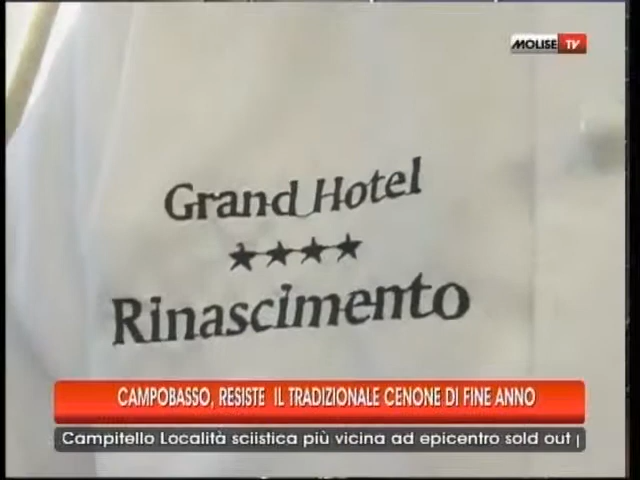 MOLISE TV
Grand Hotel
★★★★
Rinascimento
CAMPOBASSO, RESISTE IL TRADIZIONALE CENONE DI FINE ANNO
Campitello Località sciistica più vicina ad epicentro sold out